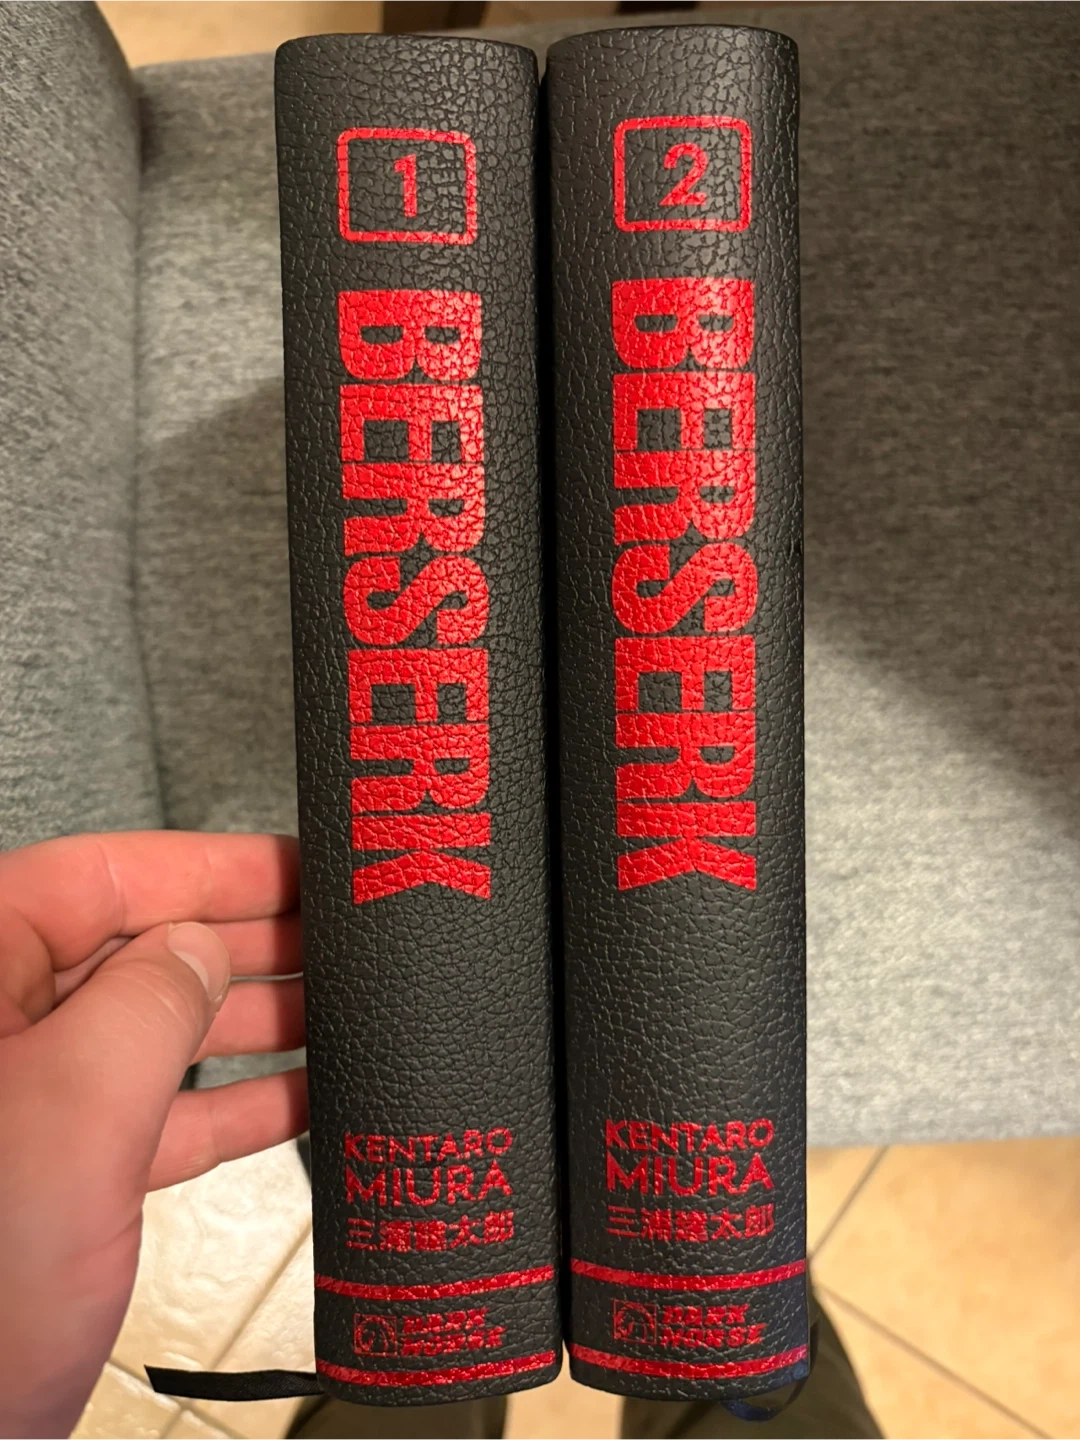 1
BERSERK
KENTARO
MIURA
三浦建太郎
DARK
HORSE
2
BERSERK
KENTARO
MIURA
三浦建太郎
DARK
HORSE